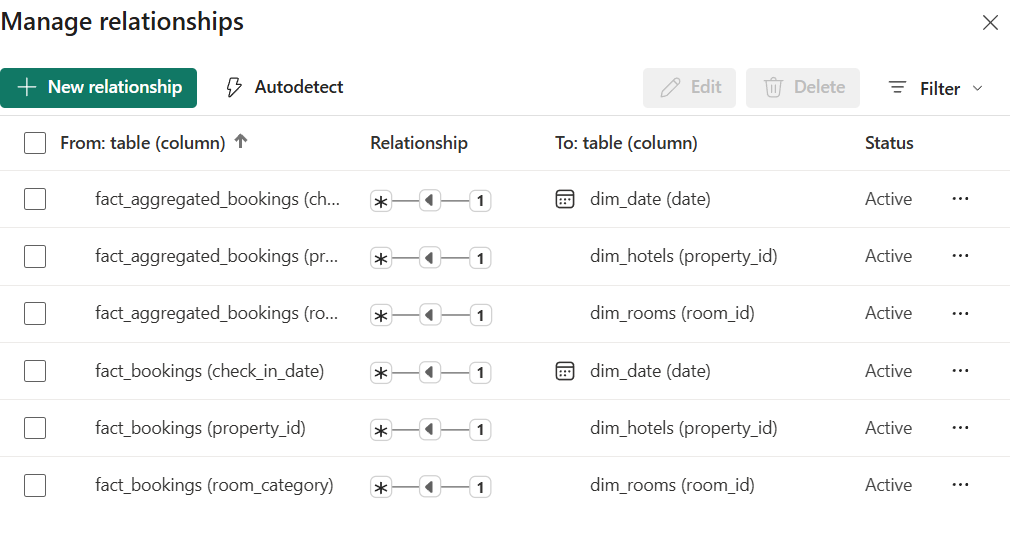 Manage relationships
New relationship Autodetect Edit Delete Filter
From: table (column) Relationship To: table (column) Status
fact_aggregated_bookings (ch... * 1 dim_date (date) Active ...
fact_aggregated_bookings (pr... * 1 dim_hotels (property_id) Active ...
fact_aggregated_bookings (ro... * 1 dim_rooms (room_id) Active ...
fact_bookings (check_in_date) * 1 dim_date (date) Active ...
fact_bookings (property_id) * 1 dim_hotels (property_id) Active ...
fact_bookings (room_category) * 1 dim_rooms (room_id) Active ...